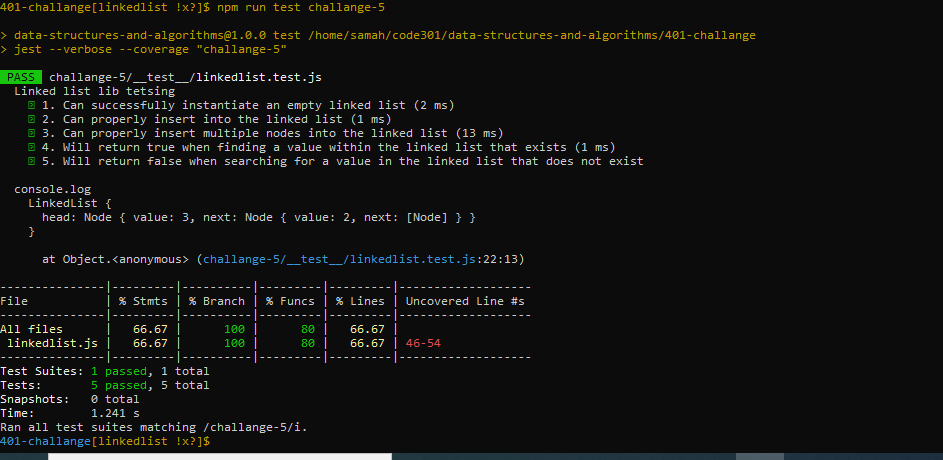 401-challange[linkedlist !x?]$ npm run test challange-5
> data-structures-and-algorithms@1.0.0 test /home/samah/code301/data-structures-and-algorithms/401-challange
> jest --verbose --coverage "challange-5"
PASS challange-5/__test__/linkedlist.test.js
Linked list lib tetsing
1. Can successfully instantiate an empty linked list (2 ms)
2. Can properly insert into the linked list (1 ms)
3. Can properly insert multiple nodes into the linked list (13 ms)
4. Will return true when finding a value within the linked list that exists (1 ms)
5. Will return false when searching for a value in the linked list that does not exist
console.log
LinkedList {
head: Node { value: 3, next: Node { value: 2, next: [Node] } }
}
at Object.<anonymous> (challange-5/__test__/linkedlist.test.js:22:13)
---------------|---------|----------|---------|---------|-------------------
File           | % Stmts | % Branch | % Funcs | % Lines | Uncovered Line #s
---------------|---------|----------|---------|---------|-------------------
All files      |   66.67 |      100 |      80 |   66.67 |
 linkedlist.js |   66.67 |      100 |      80 |   66.67 | 46-54
---------------|---------|----------|---------|---------|-------------------
Test Suites: 1 passed, 1 total
Tests:       5 passed, 5 total
Snapshots:   0 total
Time:        1.241 s
Ran all test suites matching /challange-5/i.
401-challange[linkedlist !x?]$